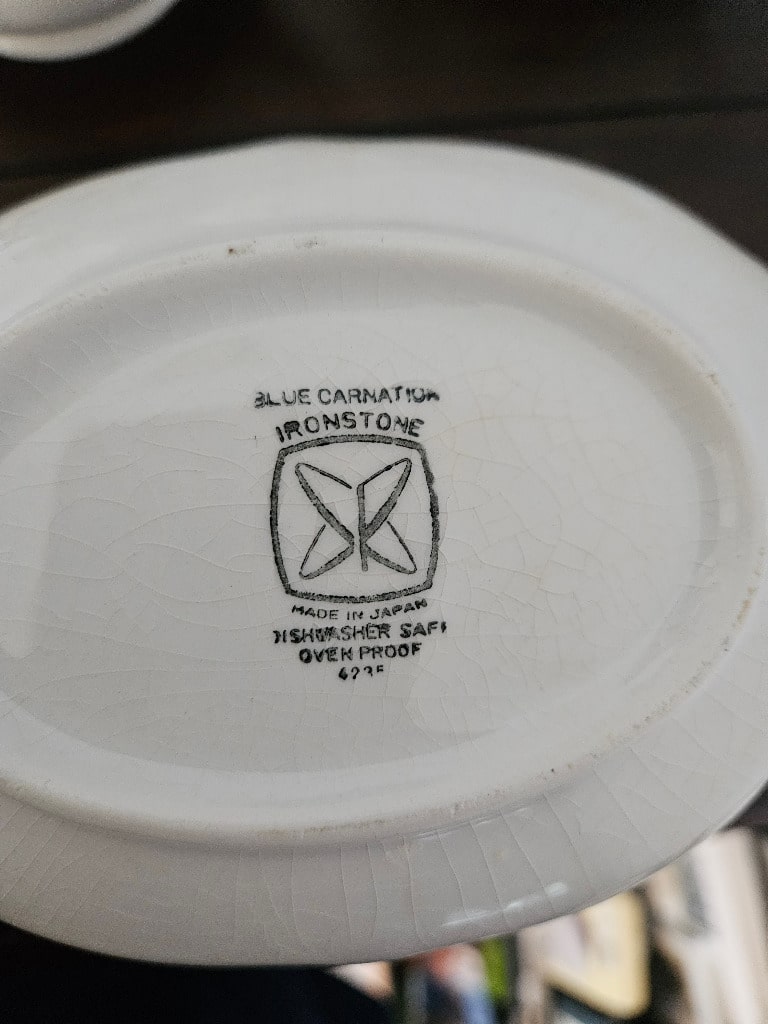 BLUE CARNATION
IRONSTONE
MADE IN JAPAN
DISHWASHER SAFE
OVEN PROOF